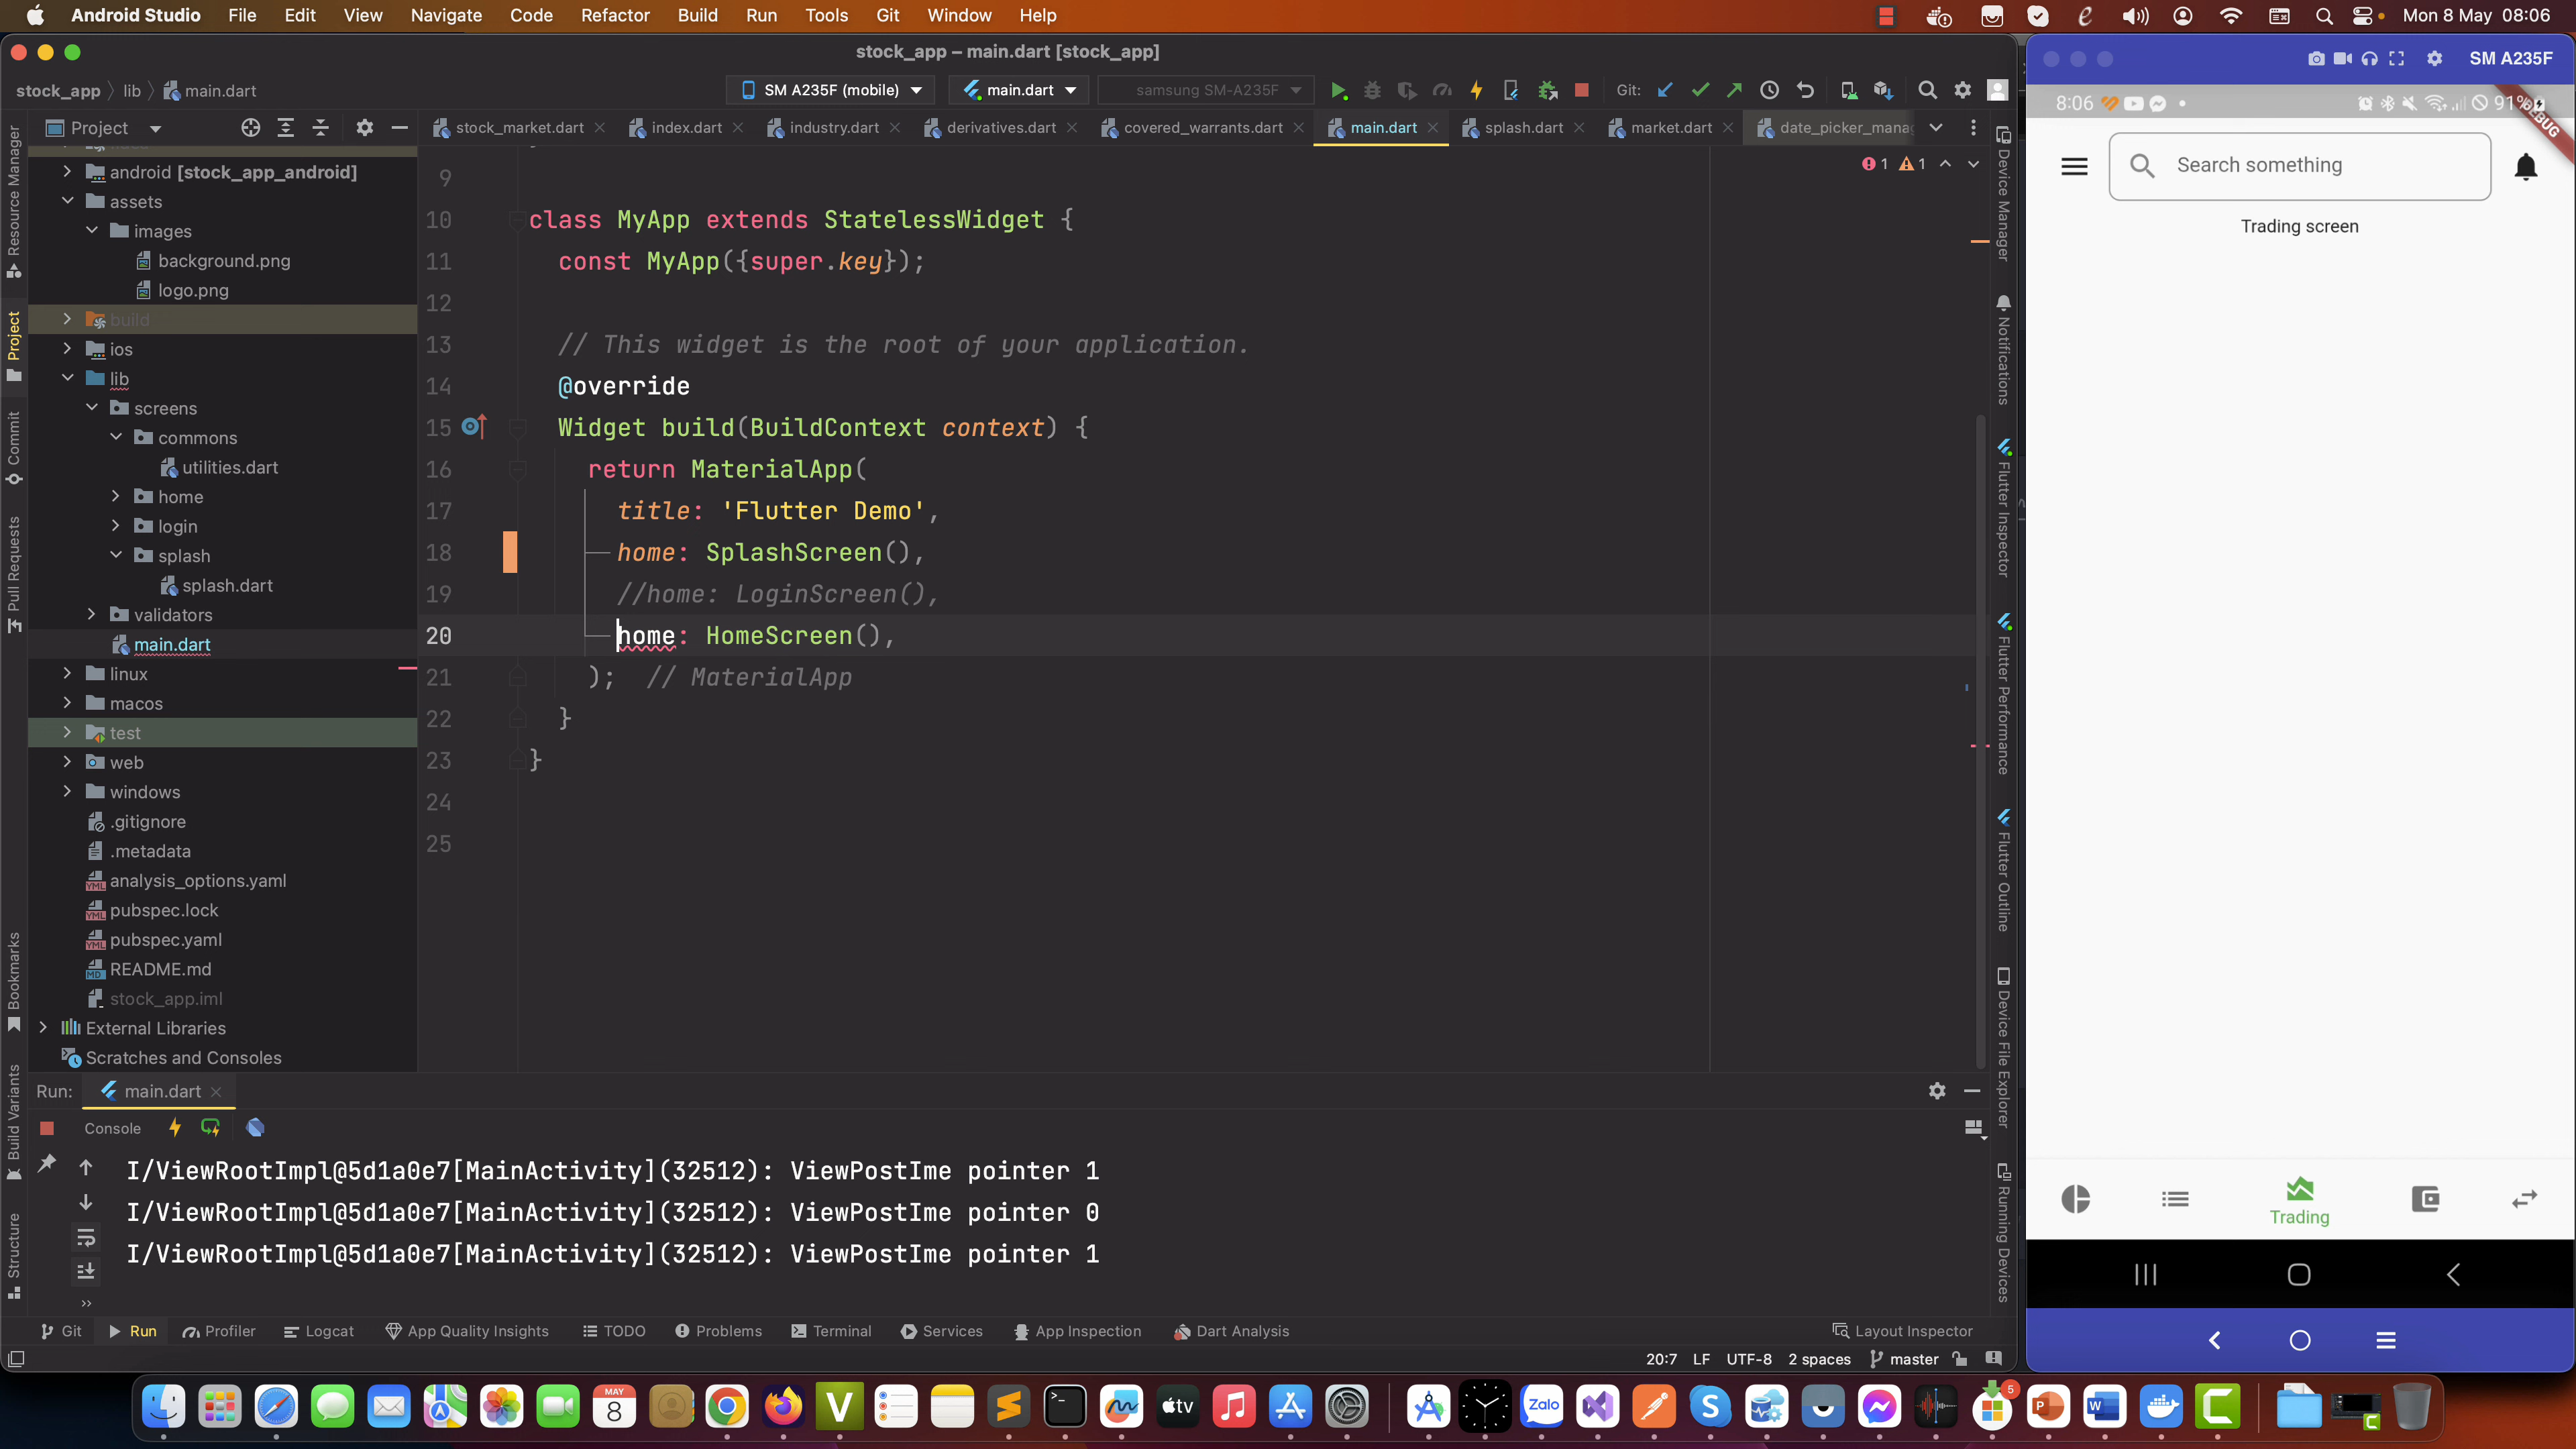 Android Studio File Edit View Navigate Code Refactor Build Run Tools Git Window Help Mon 8 May 08:06
stock_app – main.dart [stock_app]
SM A235F
stock_app lib main.dart
SM A235F (mobile) main.dart samsung SM-A235F Git:
8:06 91%
Project
stock_market.dart index.dart industry.dart derivatives.dart covered_warrants.dart main.dart splash.dart market.dart date_picker_mana
android [stock_app_android]
assets
images
background.png
logo.png
build
ios
lib
screens
commons
utilities.dart
home
login
splash
splash.dart
validators
main.dart
linux
macos
test
web
windows
.gitignore
.metadata
analysis_options.yaml
pubspec.lock
pubspec.yaml
README.md
stock_app.iml
External Libraries
Scratches and Consoles
1 1
9
10 class MyApp extends StatelessWidget {
11 const MyApp({super.key});
12
13 // This widget is the root of your application.
14 @override
15 Widget build(BuildContext context) {
16 return MaterialApp(
17 title: 'Flutter Demo',
18 home: SplashScreen(),
19 //home: LoginScreen(),
20 home: HomeScreen(),
21 ); // MaterialApp
22 }
23 }
24
25
Resource Manager
Project
Commit
Pull Requests
Bookmarks
Build Variants
Structure
Device Manager
Notifications
Flutter Inspector
Flutter Performance
Flutter Outline
Device File Explorer
Running Devices
Search something
Trading screen
Trading
Run: main.dart
Console
I/ViewRootImpl@5d1a0e7[MainActivity](32512): ViewPostIme pointer 1
I/ViewRootImpl@5d1a0e7[MainActivity](32512): ViewPostIme pointer 0
I/ViewRootImpl@5d1a0e7[MainActivity](32512): ViewPostIme pointer 1
Git Run Profiler Logcat App Quality Insights TODO Problems Terminal Services App Inspection Dart Analysis Layout Inspector
20:7 LF UTF-8 2 spaces master
MAY
8
tv
Zalo
5